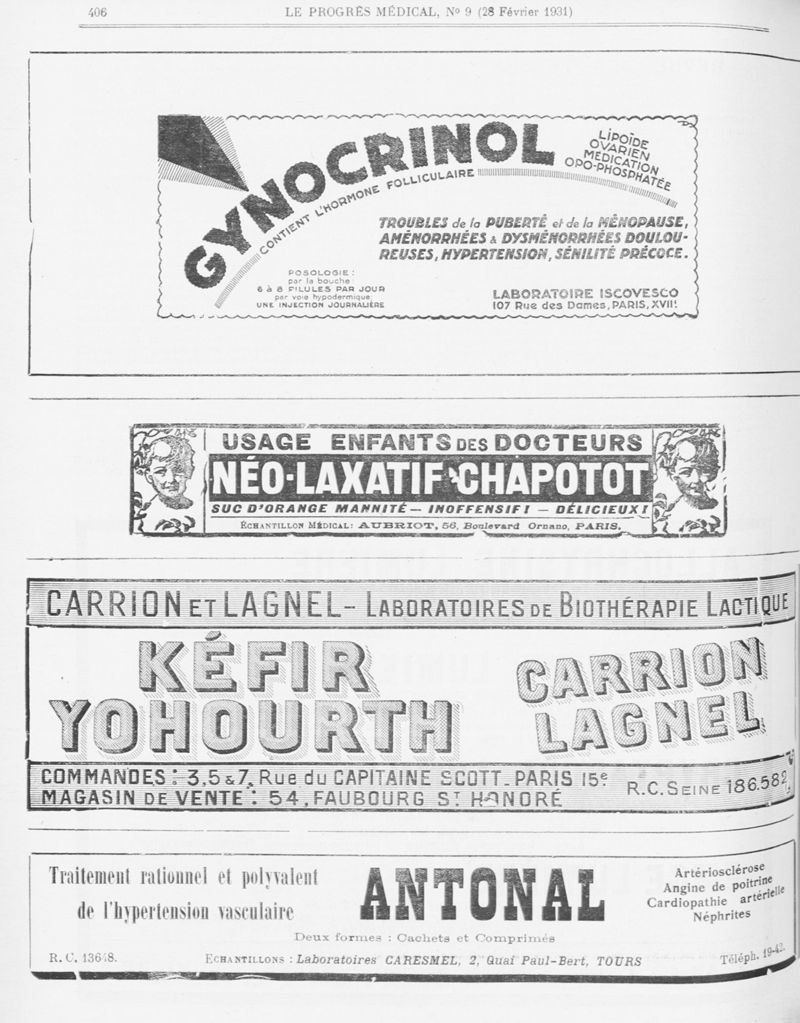 406
LE PROGRÈS MÉDICAL, No 9 (28 Février 1931)
GYNOCRINOL
CONTIENT L'HORMONE FOLLICULAIRE
LIPOÏDE
OVARIEN
MÉDICATION
OPO-PHOSPHATÉE
TROUBLES de la PUBERTÉ et de la MÉNOPAUSE,
AMÉNORRHÉES & DYSMÉNORRHÉES DOULOU-
REUSES, HYPERTENSION, SÉNILITÉ PRÉCOCE.
POSOLOGIE :
par la bouche
6 à 8 PILULES PAR JOUR
par voie hypodermique:
UNE INJECTION JOURNALIÈRE
LABORATOIRE ISCOVESCO
107 Rue des Dames, PARIS, XVIIe
USAGE ENFANTS DES DOCTEURS
NÉO-LAXATIF CHAPOTOT
SUC D'ORANGE MANNITÉ — INOFFENSIF! — DÉLICIEUX!
ÉCHANTILLON MÉDICAL: AUBRIOT, 56, Boulevard Ornano, PARIS.
CARRION ET LAGNEL – LABORATOIRES DE BIOTHÉRAPIE LACTIQUE
KÉFIR
YOHOURTH
CARRION
LAGNEL
COMMANDES : 3,5 & 7, Rue du CAPITAINE SCOTT_PARIS 15e
MAGASIN DE VENTE : 54, FAUBOURG ST HONORÉ
R.C. SEINE 186.582
Traitement rationnel et polyvalent
de l'hypertension vasculaire
ANTONAL
Artériosclérose
Angine de poitrine
Cardiopathie artérielle
Néphrites
Deux formes : Cachets et Comprimés
R. C. 13648.
ECHANTILLONS : Laboratoires CARESMEL, 2, Quai Paul-Bert, TOURS
Téléph. 19-42.